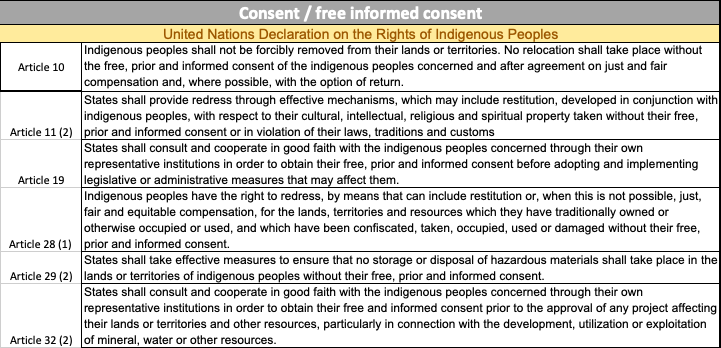 Consent / free informed consent
United Nations Declaration on the Rights of Indigenous Peoples
Article 10
Indigenous peoples shall not be forcibly removed from their lands or territories. No relocation shall take place without
the free, prior and informed consent of the indigenous peoples concerned and after agreement on just and fair
compensation and, where possible, with the option of return.
Article 11 (2)
States shall provide redress through effective mechanisms, which may include restitution, developed in conjunction with
indigenous peoples, with respect to their cultural, intellectual, religious and spiritual property taken without their free,
prior and informed consent or in violation of their laws, traditions and customs
Article 19
States shall consult and cooperate in good faith with the indigenous peoples concerned through their own
representative institutions in order to obtain their free, prior and informed consent before adopting and implementing
legislative or administrative measures that may affect them.
Article 28 (1)
Indigenous peoples have the right to redress, by means that can include restitution or, when this is not possible, just,
fair and equitable compensation, for the lands, territories and resources which they have traditionally owned or
otherwise occupied or used, and which have been confiscated, taken, occupied, used or damaged without their free,
prior and informed consent.
Article 29 (2)
States shall take effective measures to ensure that no storage or disposal of hazardous materials shall take place in the
lands or territories of indigenous peoples without their free, prior and informed consent.
Article 32 (2)
States shall consult and cooperate in good faith with the indigenous peoples concerned through their own
representative institutions in order to obtain their free and informed consent prior to the approval of any project affecting
their lands or territories and other resources, particularly in connection with the development, utilization or exploitation
of mineral, water or other resources.